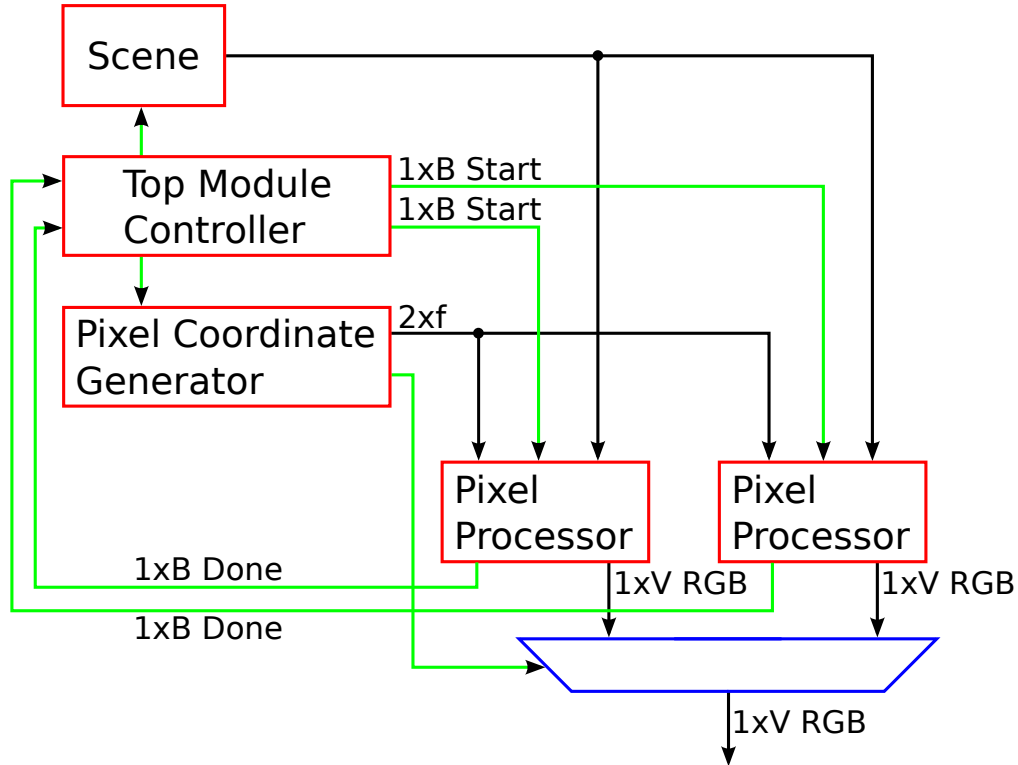 Scene
Top Module
Controller
1xB Start
1xB Start
Pixel Coordinate
Generator
2xf
Pixel
Processor
Pixel
Processor
1xB Done
1xB Done
1xV RGB
1xV RGB
1xV RGB